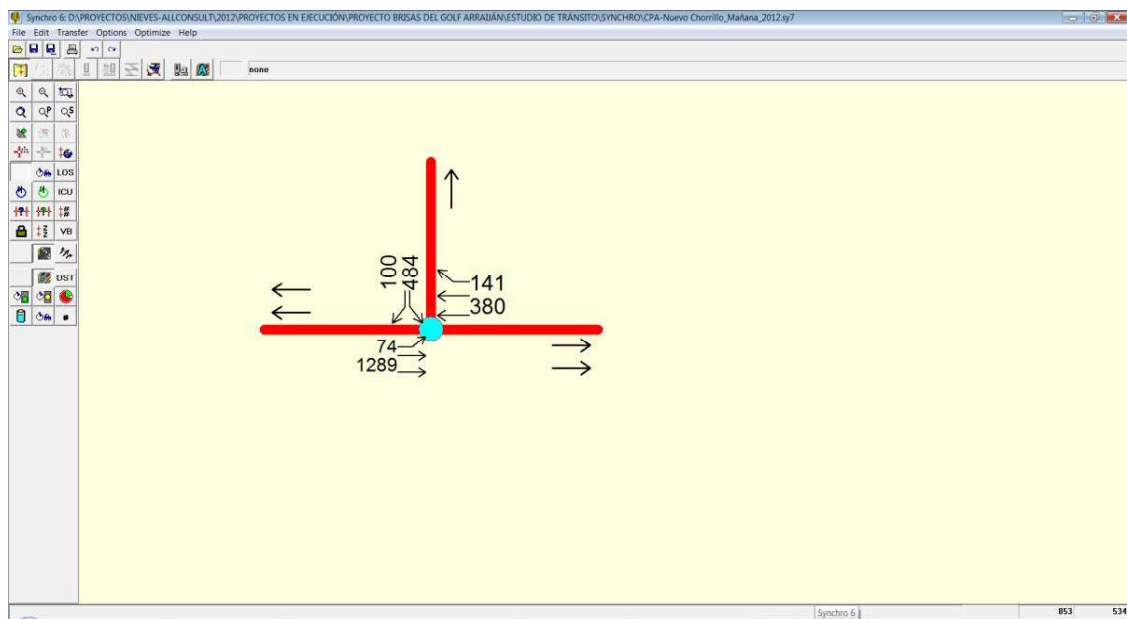 Synchro 6: D:\PROYECTOS\NIEVES-ALLCONSULT\2012\PROYECTOS EN EJECUCIÓN\PROYECTO BRISAS DEL GOLF ARRAIJÁN\ESTUDIO DE TRÁNSITO\SYNCHRO\CPA-Nuevo Chorrillo_Mañana_2012.sy7
File Edit Transfer Options Optimize Help
none
P S
LOS
ICU
VB
DST
100
484
141
380
74
1289
Synchro 6
853 534